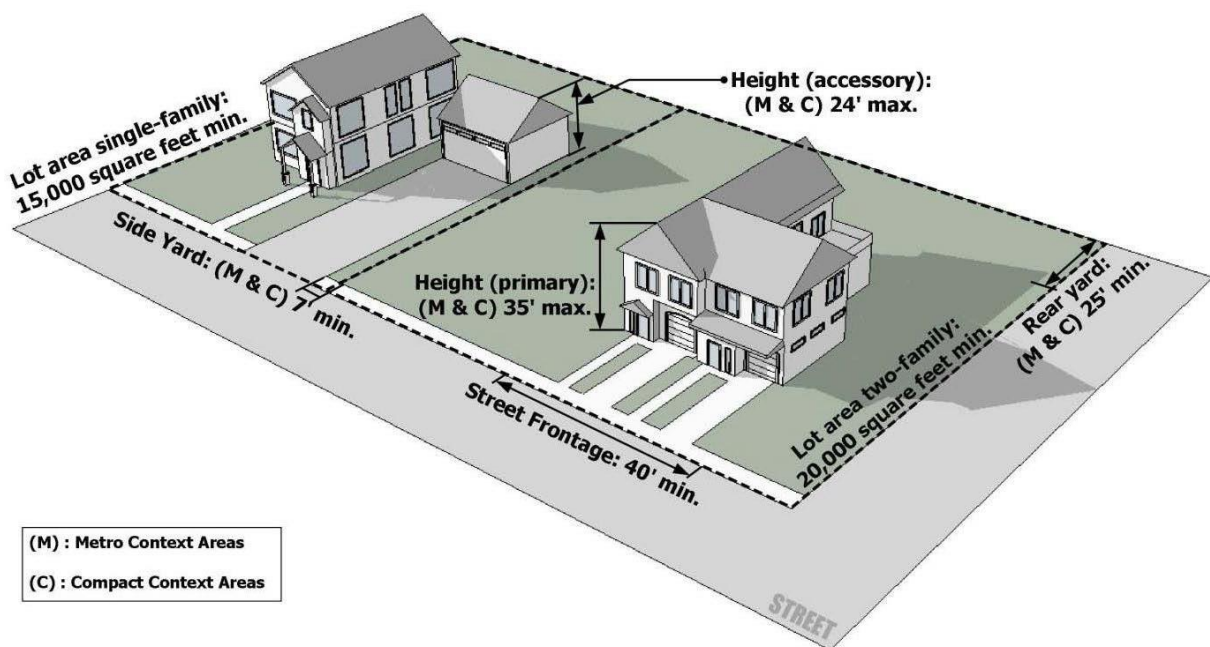 Height (accessory):
(M & C) 24' max.
Lot area single-family:
15,000 square feet min.
Side Yard: (M & C) 7' min.
Height (primary):
(M & C) 35' max.
Rear yard:
(M & C) 25' min.
Lot area two-family:
20,000 square feet min.
Street Frontage: 40' min.
(M) : Metro Context Areas
(C) : Compact Context Areas
STREET